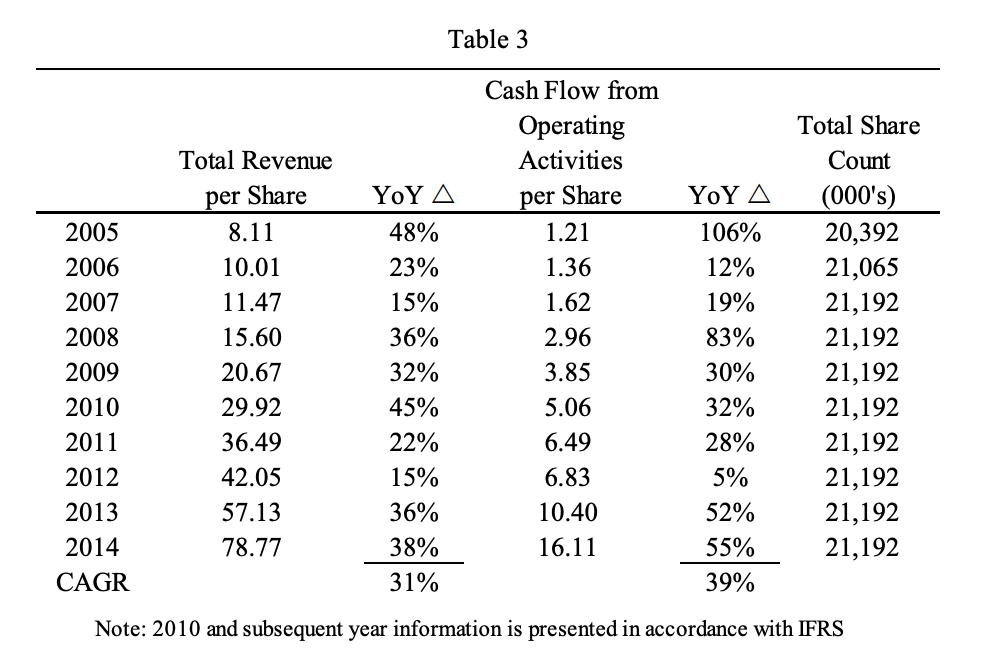 Table 3
Cash Flow from
Operating
Total Share
Total Revenue
Activities
Count
per Share
YoY △
per Share
YoY △
(000's)
2005 8.11 48% 1.21 106% 20,392
2006 10.01 23% 1.36 12% 21,065
2007 11.47 15% 1.62 19% 21,192
2008 15.60 36% 2.96 83% 21,192
2009 20.67 32% 3.85 30% 21,192
2010 29.92 45% 5.06 32% 21,192
2011 36.49 22% 6.49 28% 21,192
2012 42.05 15% 6.83 5% 21,192
2013 57.13 36% 10.40 52% 21,192
2014 78.77 38% 16.11 55% 21,192
CAGR 31% 39%
Note: 2010 and subsequent year information is presented in accordance with IFRS